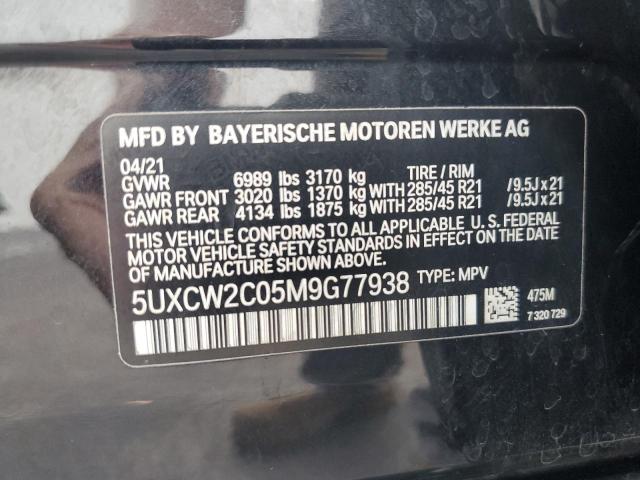 MFD BY BAYERISCHE MOTOREN WERKE AG
04/21 TIRE / RIM
GVWR 6989 lbs 3170 kg
GAWR FRONT 3020 lbs 1370 kg WITH 285/45 R21 /9.5J x 21
GAWR REAR 4134 lbs 1875 kg WITH 285/45 R21 /9.5J x 21
THIS VEHICLE CONFORMS TO ALL APPLICABLE U.S. FEDERAL
MOTOR VEHICLE SAFETY STANDARDS IN EFFECT ON THE DATE
OF MANUFACTURE SHOWN ABOVE.
5UXCW2C05M9G77938 TYPE: MPV
475M
7 320 729